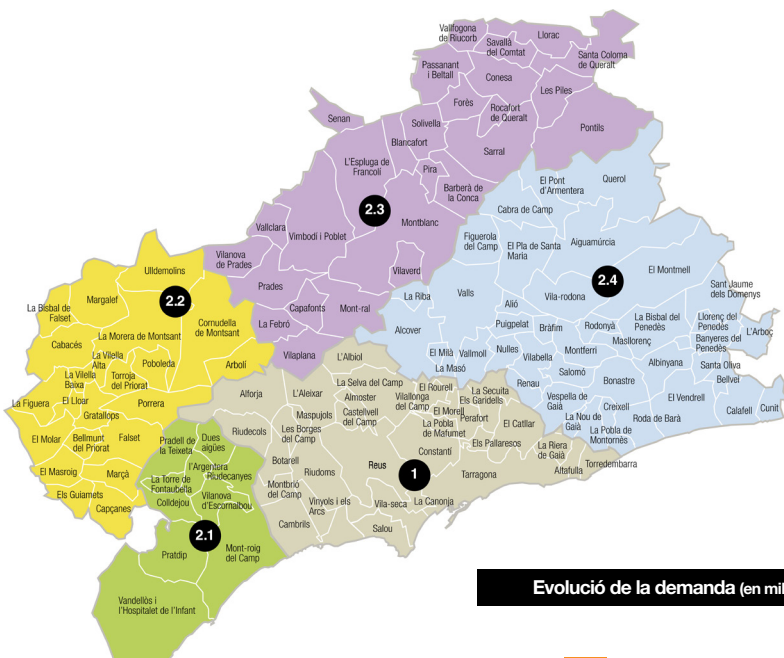 Vallfogona
de Riucorb
Llorac
Savallà
del Comtat
Santa Coloma
de Queralt
Passanant
i Beltall
Conesa
Les Piles
Forès
Rocafort
de Queralt
Senan
Solivella
Pontils
Blancafort
Sarral
L'Espluga de
Francolí
Pira
Barberà de
la Conca
2.3
Montblanc
Vallclara
Vimbodí i Poblet
Vilanova
de Prades
Vilaverd
Prades
Capafonts
Mont-ral
La Febró
Vilaplana
El Pont
d'Armentera
Querol
Cabra de Camp
Figuerola
del Camp
El Pla de Santa
Maria
Aiguamúrcia
2.4
El Montmell
Sant Jaume
dels Domenys
La Riba
Valls
Alió
Vila-rodona
Alcover
Puigpelat
Bràfim
Rodonyà
La Bisbal del
Penedès
Llorenç del
Penedès
L'Arboç
Masllorenç
Banyeres del
Penedès
El Milà
Vallmoll
Nulles
Vilabella
Montferri
Albinyana
Santa Oliva
La Masó
Salomó
Bellvei
Renau
Bonastre
Vespella de
Gaià
Creixell
El Vendrell
La Nou de
Gaià
Roda de Barà
Calafell
Cunit
La Pobla de
Montornès
Ulldemolins
2.2
Margalef
La Bisbal de
Falset
Cornudella
de Montsant
Cabacés
La Morera de Montsant
La Vilella
Alta
Poboleda
Arbolí
La Vilella
Baixa
Torroja
del Priorat
La Figuera
El Lloar
Porrera
Gratallops
El Molar
Bellmunt
del Priorat
Falset
El Masroig
Marçà
Els Guiamets
Capçanes
L'Albiol
Alforja
L'Aleixar
La Selva del Camp
El Rourell
La Secuita
Almoster
Vilallonga
del Camp
Els Garidells
Maspujols
Castellvell
del Camp
El Morell
Perafort
Riudecols
Les Borges
del Camp
La Pobla
de Mafumet
El Catllar
Els Pallaresos
La Riera
de Gaià
Botarell
Reus
Constantí
Altafulla
Torredembarra
Riudoms
1
Tarragona
Montbrió
del Camp
Vinyols i els
Arcs
Vila-seca
La Canonja
Cambrils
Salou
Pradell de
la Teixeta
Dues
aigües
l'Argentera
Riudecanyes
La Torre de
Fontaubella
Colldejou
Vilanova
d'Escornalbou
2.1
Pratdip
Mont-roig
del Camp
Vandellòs i
l'Hospitalet de l'Infant
Evolució de la demanda (en mil